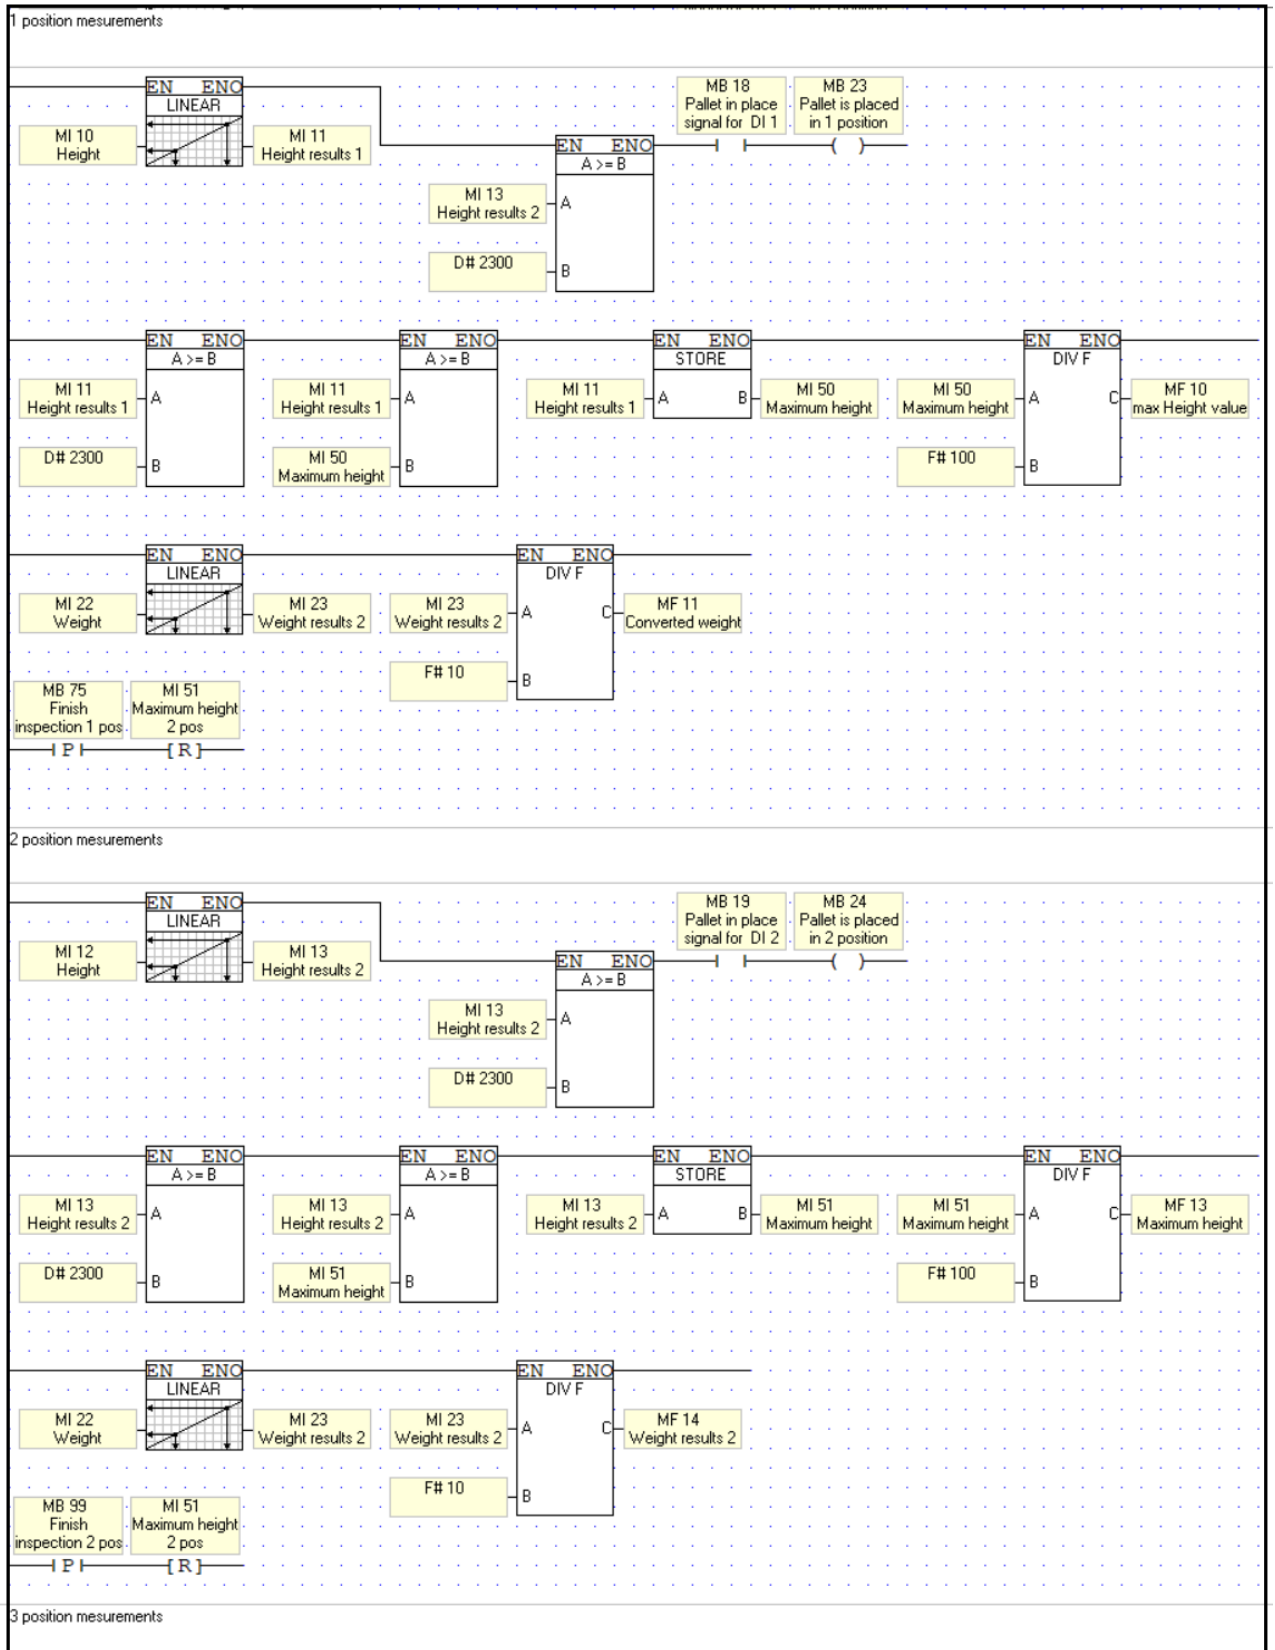 1 position mesurements
EN ENO
LINEAR
MI 10
Height
MI 11
Height results 1
EN ENO
A >= B
MI 13
Height results 2
A
D# 2300
B
MB 18
Pallet in place
signal for DI 1
MB 23
Pallet is placed
in 1 position
EN ENO
A >= B
MI 11
Height results 1
A
D# 2300
B
EN ENO
A >= B
MI 11
Height results 1
A
MI 50
Maximum height
B
EN ENO
STORE
MI 11
Height results 1
A B
MI 50
Maximum height
EN ENO
DIV F
MI 50
Maximum height
A C
MF 10
max Height value
F# 100
B
EN ENO
LINEAR
MI 22
Weight
MI 23
Weight results 2
EN ENO
DIV F
MI 23
Weight results 2
A C
MF 11
Converted weight
F# 10
B
MB 75
Finish
inspection 1 pos
P
MI 51
Maximum height
2 pos
R
2 position mesurements
EN ENO
LINEAR
MI 12
Height
MI 13
Height results 2
EN ENO
A >= B
MI 13
Height results 2
A
D# 2300
B
MB 19
Pallet in place
signal for DI 2
MB 24
Pallet is placed
in 2 position
EN ENO
A >= B
MI 13
Height results 2
A
D# 2300
B
EN ENO
A >= B
MI 13
Height results 2
A
MI 51
Maximum height
B
EN ENO
STORE
MI 13
Height results 2
A B
MI 51
Maximum height
EN ENO
DIV F
MI 51
Maximum height
A C
MF 13
Maximum height
F# 100
B
EN ENO
LINEAR
MI 22
Weight
MI 23
Weight results 2
EN ENO
DIV F
MI 23
Weight results 2
A C
MF 14
Weight results 2
F# 10
B
MB 99
Finish
inspection 2 pos
P
MI 51
Maximum height
2 pos
R
3 position mesurements